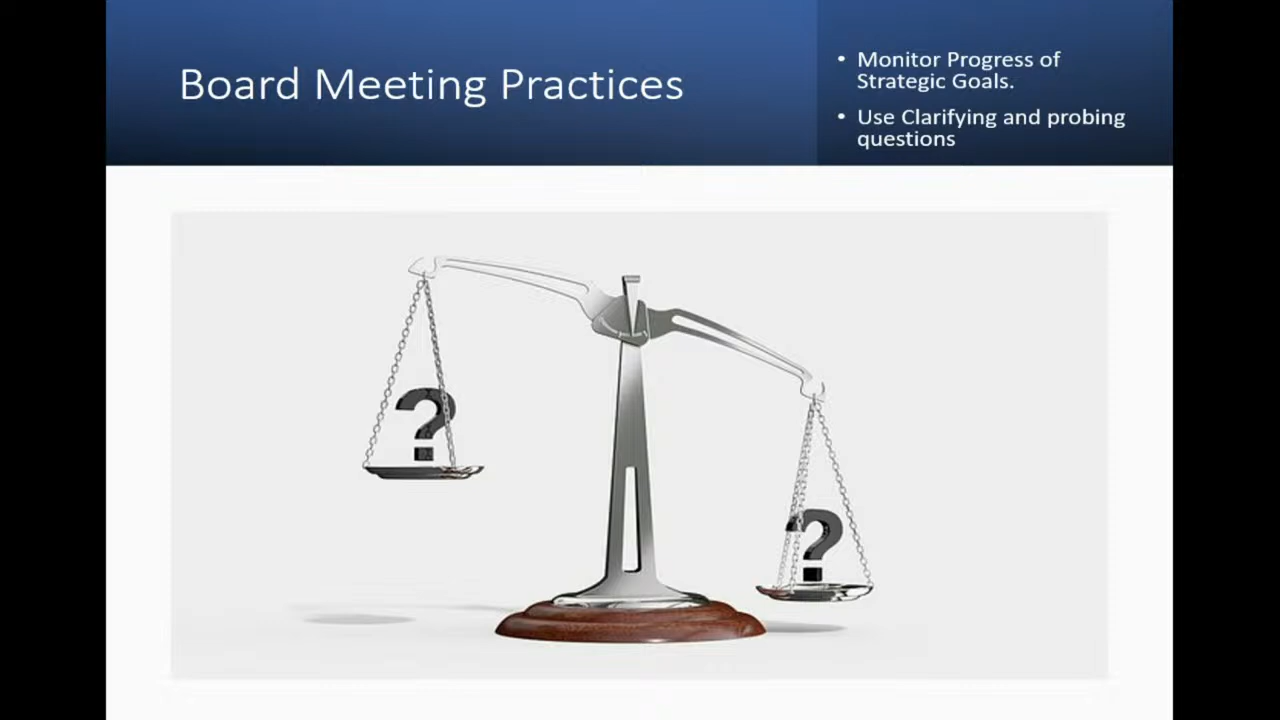 Board Meeting Practices
• Monitor Progress of
Strategic Goals.
• Use Clarifying and probing
questions
?
?